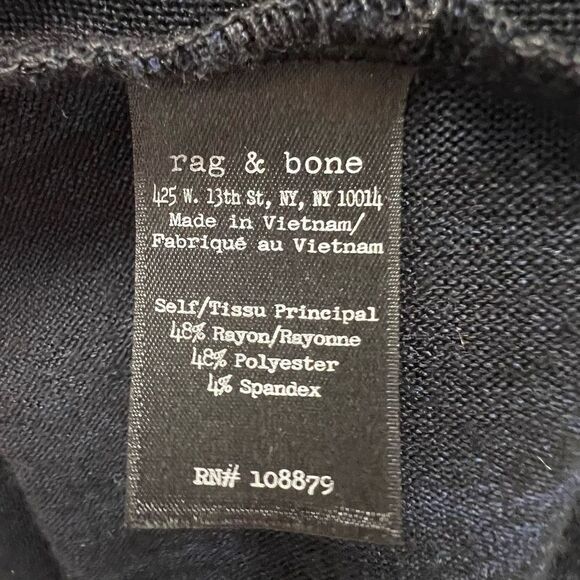 rag & bone
425 W. 13th St, NY, NY 10014
Made in Vietnam/
Fabriqué au Vietnam
Self/Tissu Principal
48% Rayon/Rayonne
48% Polyester
4% Spandex
RN# 108879